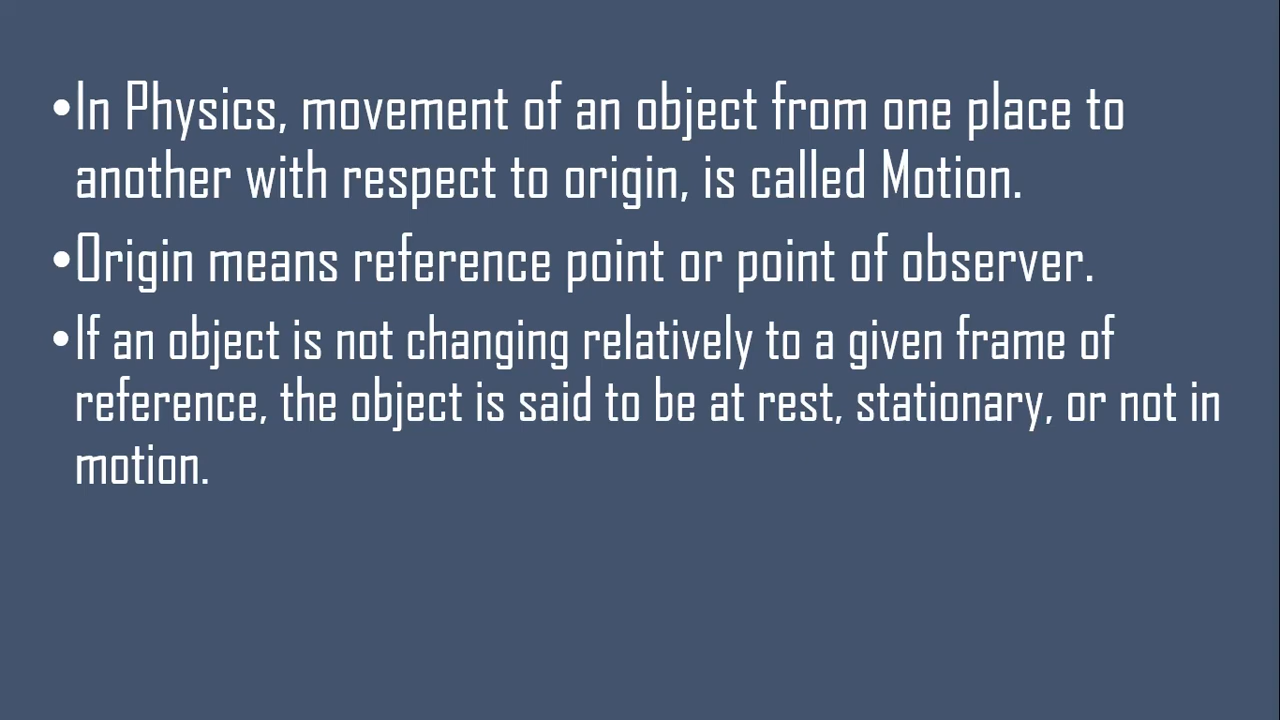 •In Physics, movement of an object from one place to
another with respect to origin, is called Motion.
•Origin means reference point or point of observer.
•If an object is not changing relatively to a given frame of
reference, the object is said to be at rest, stationary, or not in
motion.